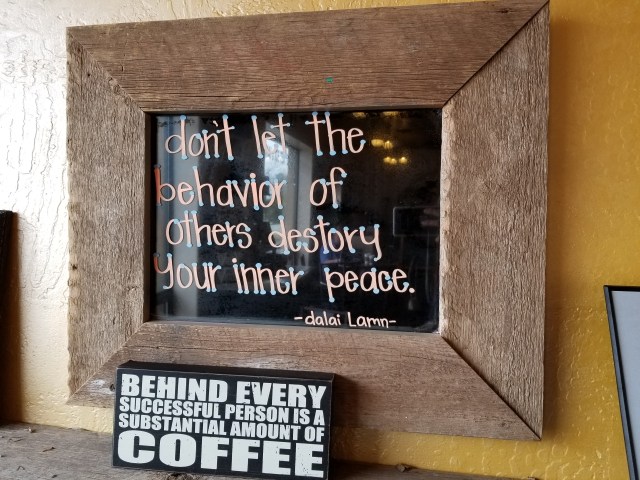 don't let the
behavior of
others destory
your inner peace.
-dalai Lamn-
BEHIND EVERY
SUCCESSFUL PERSON IS A
SUBSTANTIAL AMOUNT OF
COFFEE